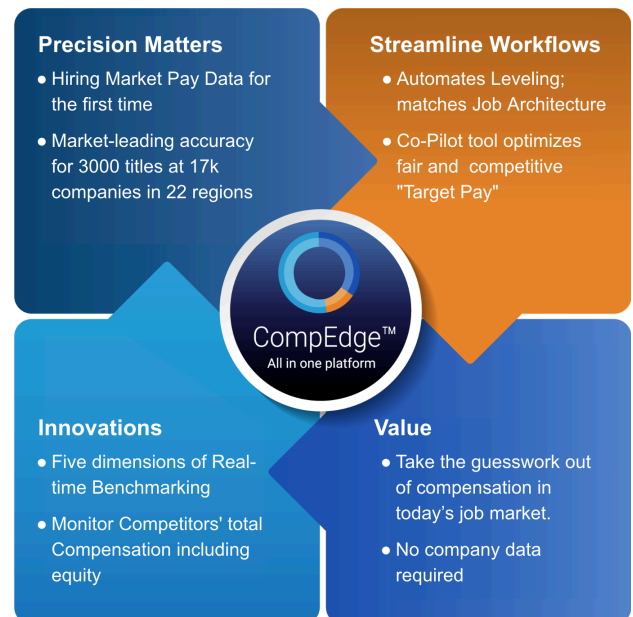 Precision Matters
● Hiring Market Pay Data for
the first time
● Market-leading accuracy
for 3000 titles at 17k
companies in 22 regions
Streamline Workflows
● Automates Leveling;
matches Job Architecture
● Co-Pilot tool optimizes
fair and competitive
"Target Pay"
CompEdge™
All in one platform
Innovations
● Five dimensions of Real-
time Benchmarking
● Monitor Competitors' total
Compensation including
equity
Value
● Take the guesswork out
of compensation in
today’s job market.
● No company data
required